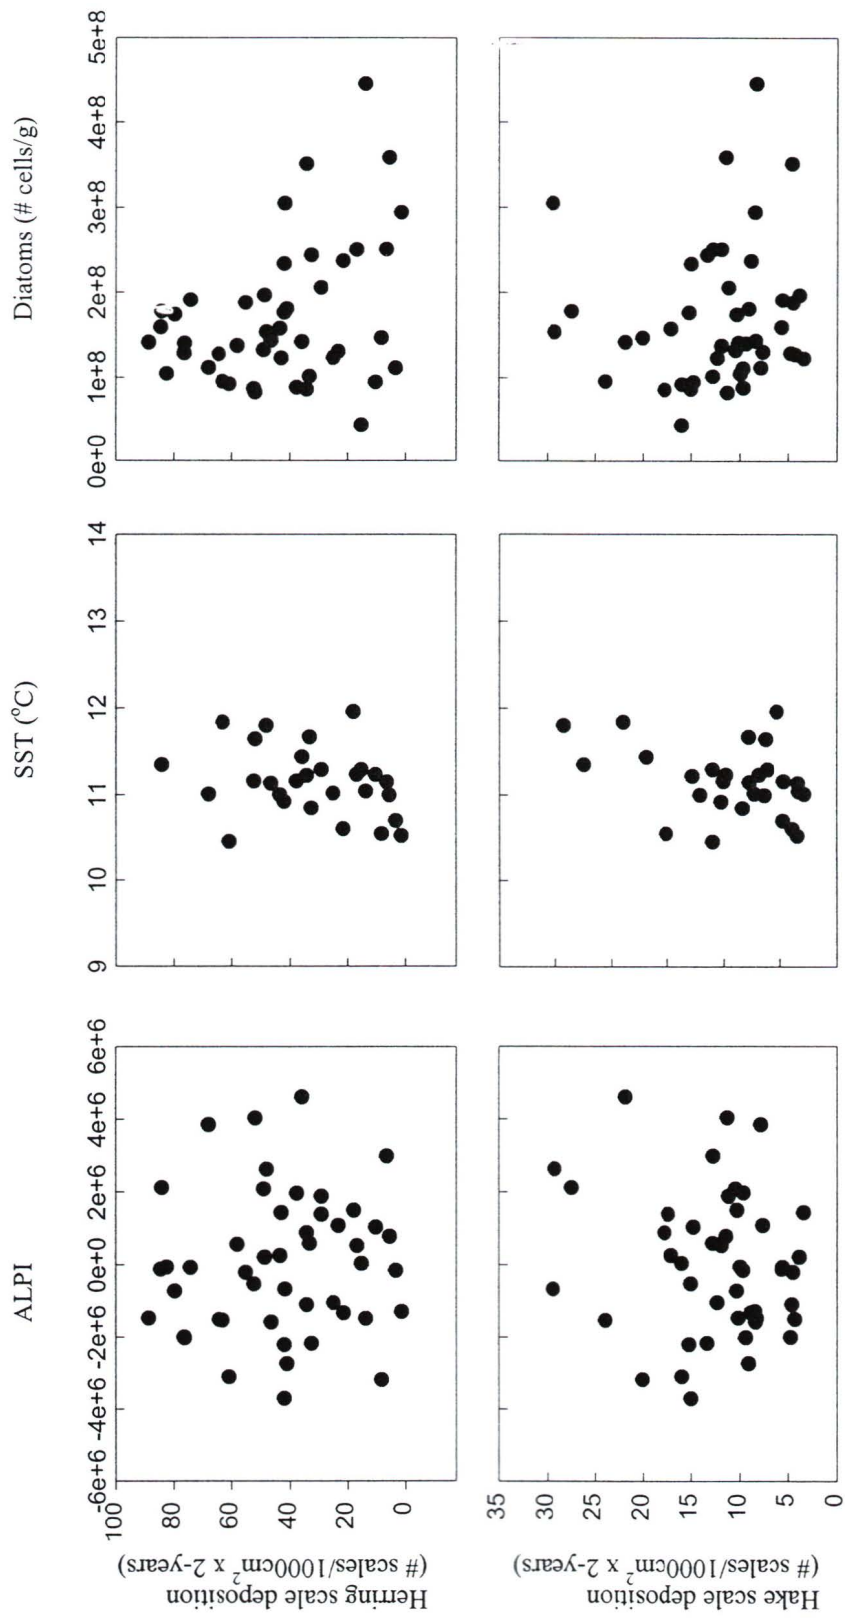 ALPI
SST (°C)
Diatoms (# cells/g)
-6e+6 -4e+6 -2e+6 0e+0 2e+6 4e+6 6e+6
9 10 11 12 13 14
0e+0 1e+8 2e+8 3e+8 4e+8 5e+8
Herring scale deposition
(# scales/1000cm² x 2-years)
100
80
60
40
20
0
Hake scale deposition
(# scales/1000cm² x 2-years)
35
30
25
20
15
10
5
0